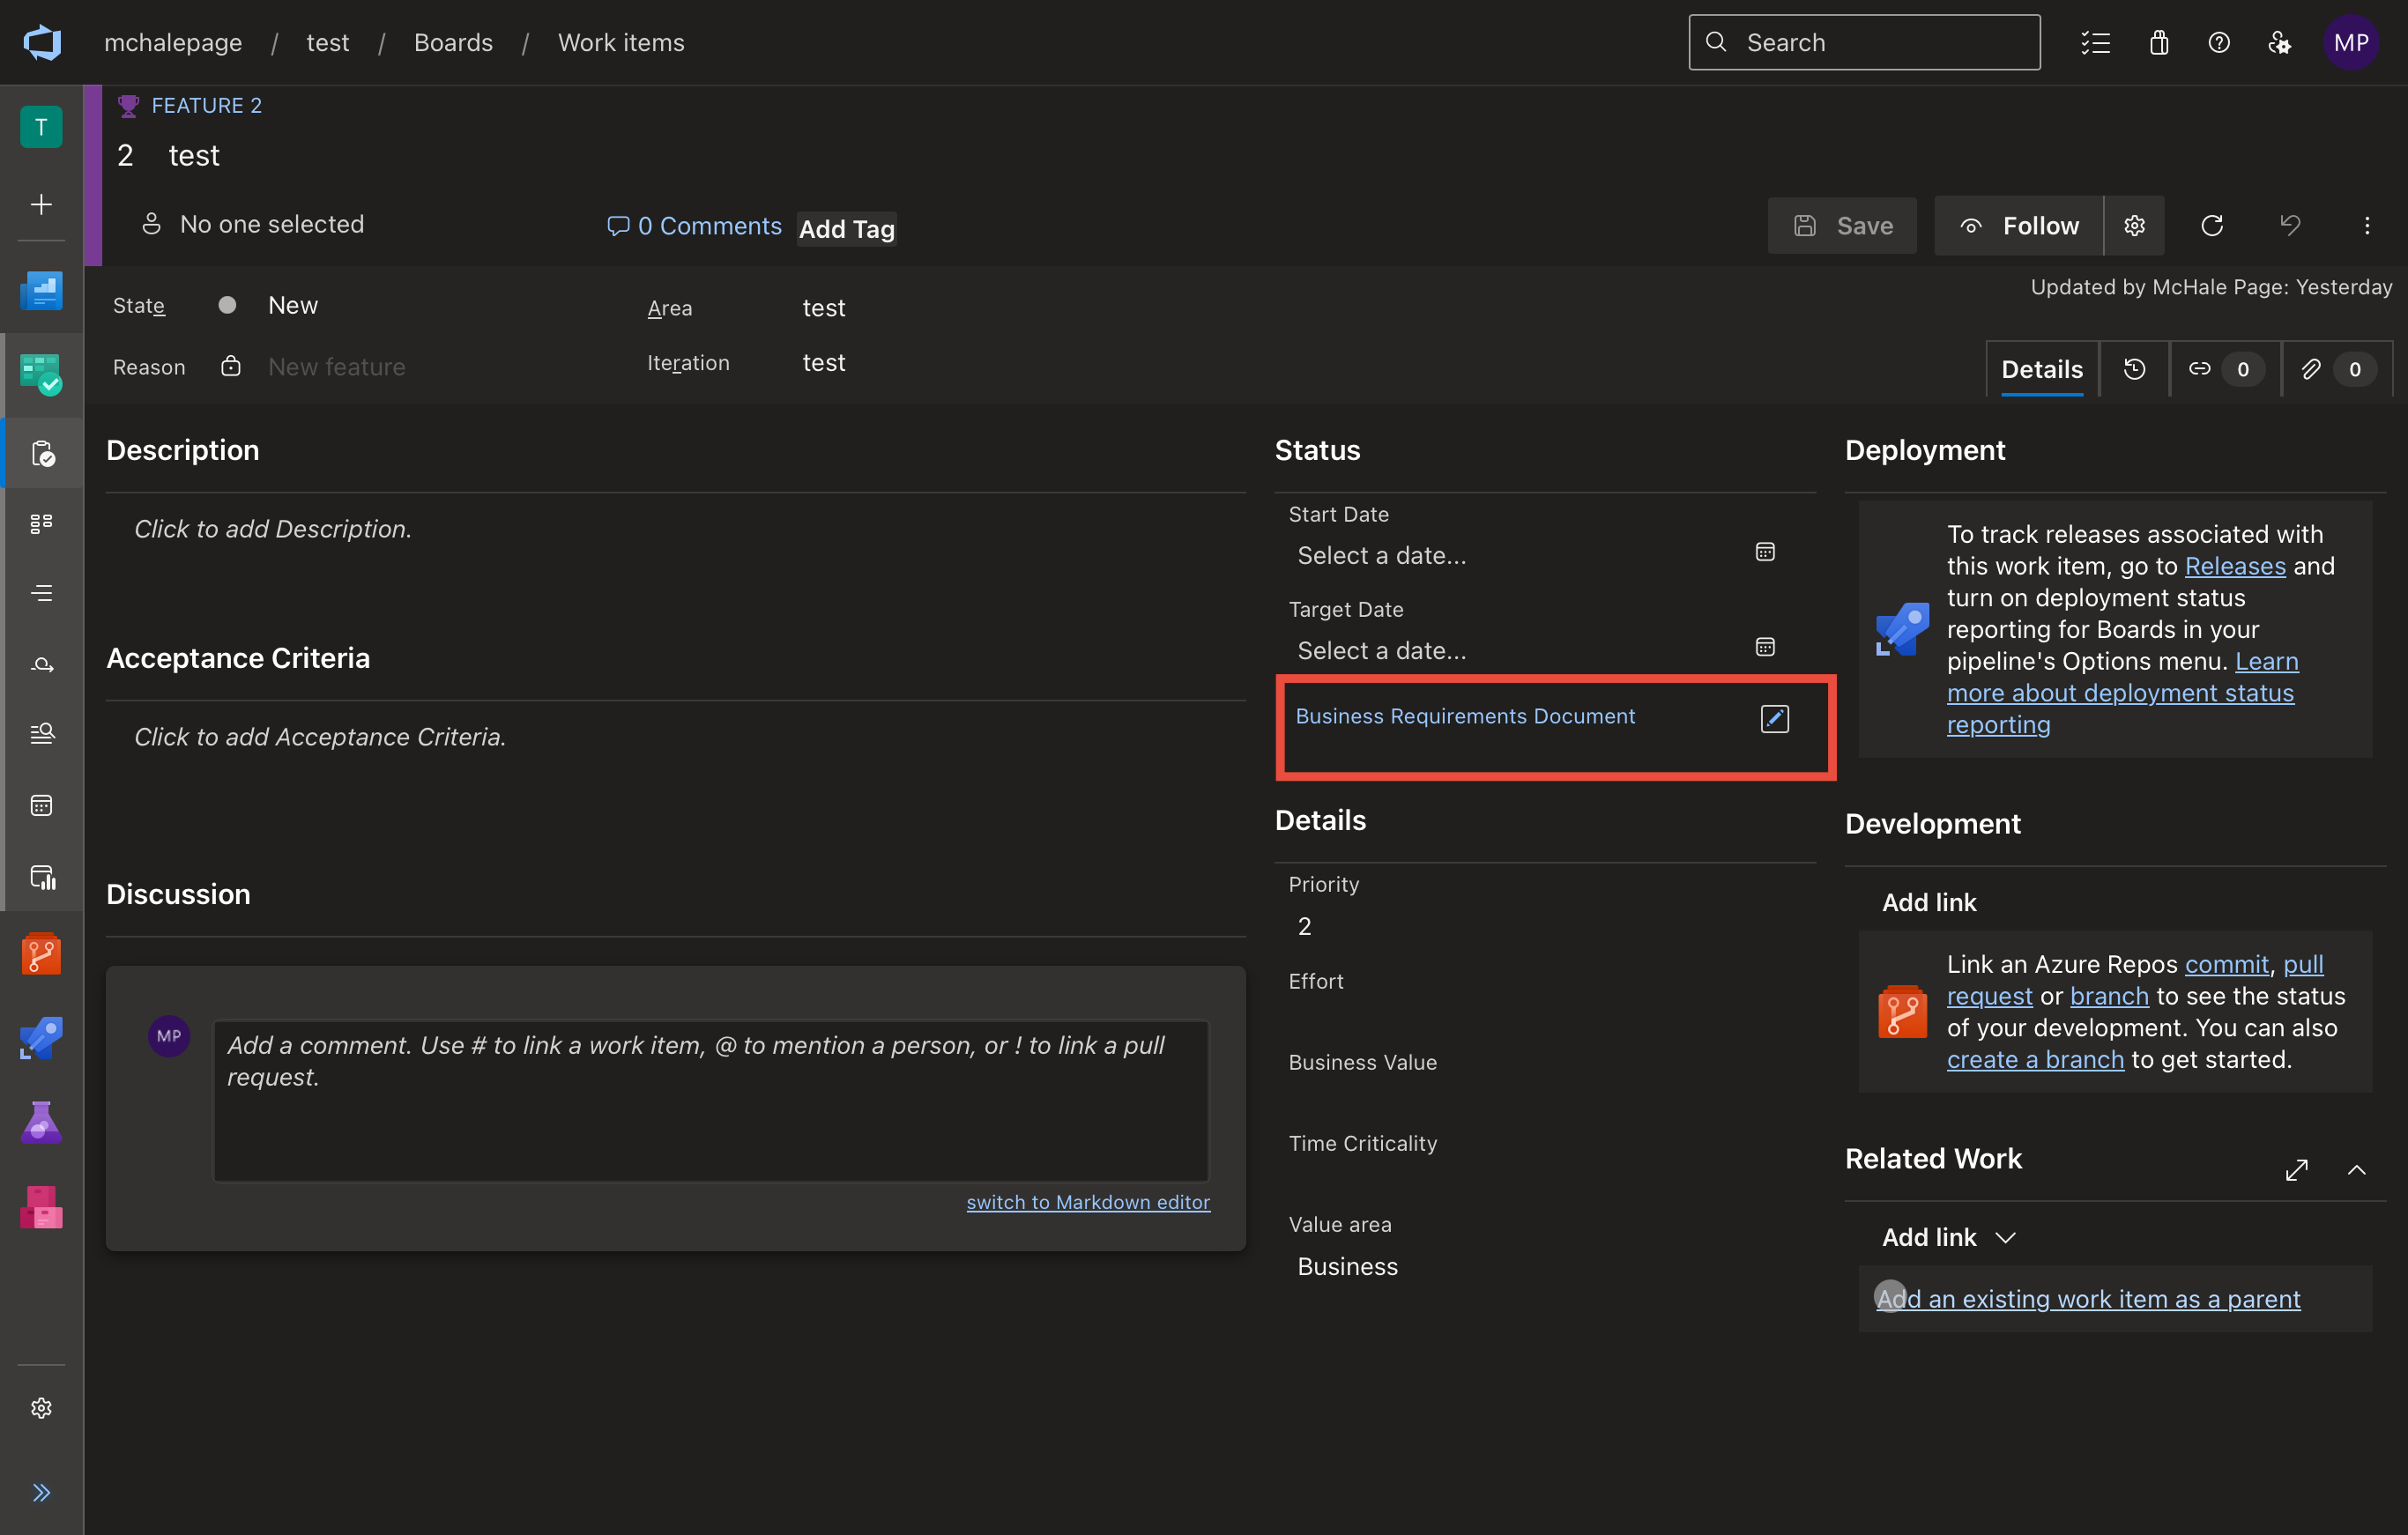 mchalepage / test / Boards / Work items
Search
MP
T
FEATURE 2
2 test
No one selected
0 Comments
Add Tag
Save
Follow
State
New
Area
test
Updated by McHale Page: Yesterday
Reason
New feature
Iteration
test
Details
0
0
Description
Click to add Description.
Acceptance Criteria
Click to add Acceptance Criteria.
Discussion
MP
Add a comment. Use # to link a work item, @ to mention a person, or ! to link a pull
request.
switch to Markdown editor
Status
Start Date
Select a date...
Target Date
Select a date...
Business Requirements Document
Details
Priority
2
Effort
Business Value
Time Criticality
Value area
Business
Deployment
To track releases associated with
this work item, go to Releases and
turn on deployment status
reporting for Boards in your
pipeline's Options menu. Learn
more about deployment status
reporting
Development
Add link
Link an Azure Repos commit, pull
request or branch to see the status
of your development. You can also
create a branch to get started.
Related Work
Add link
Add an existing work item as a parent